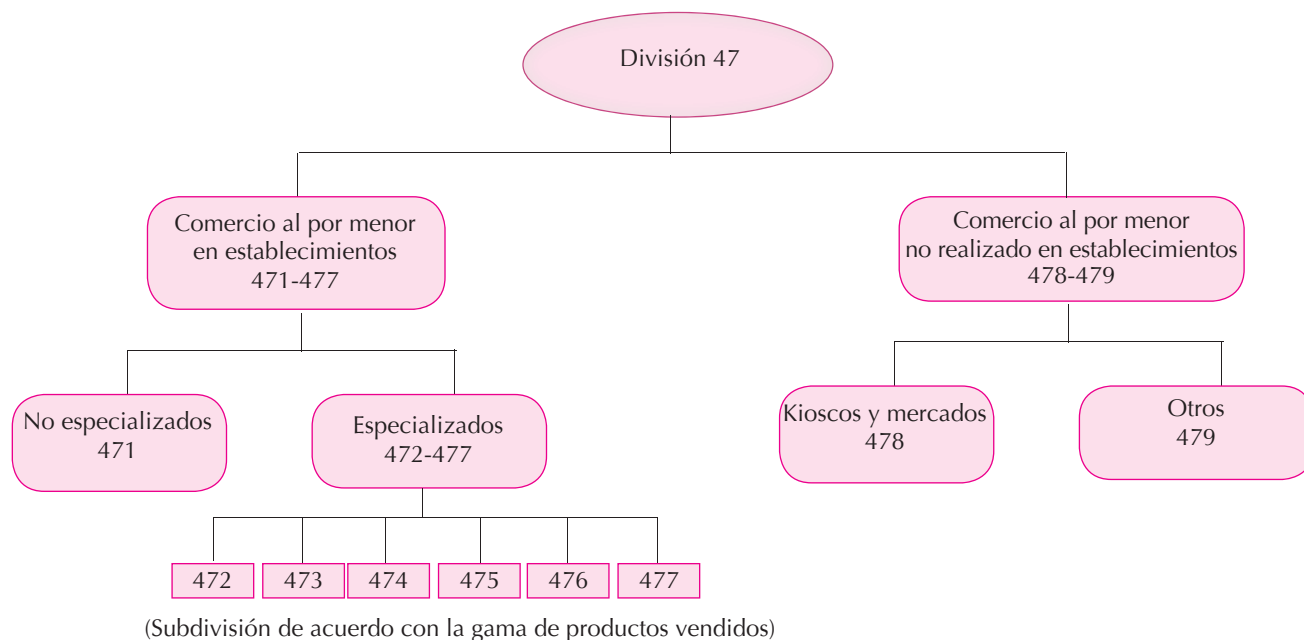 División 47
Comercio al por menor
en establecimientos
471-477
Comercio al por menor
no realizado en establecimientos
478-479
No especializados
471
Especializados
472-477
Kioscos y mercados
478
Otros
479
472
473
474
475
476
477
(Subdivisión de acuerdo con la gama de productos vendidos)